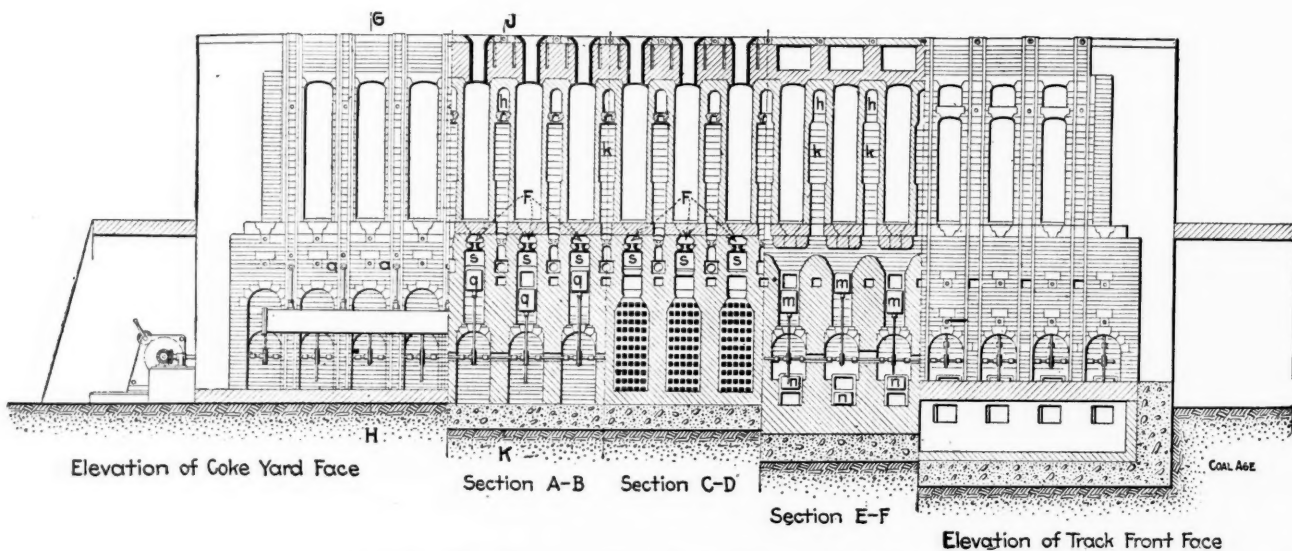 G J
h h h
k k k
F F
s s s s s s
q q q
a a
m m m
n n n
H K
COAL AGE
Elevation of Coke Yard Face
Section A-B Section C-D
Section E-F
Elevation of Track Front Face